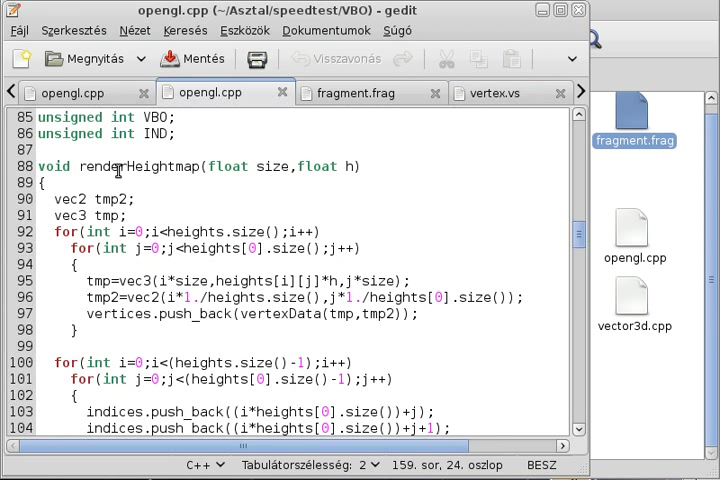 opengl.cpp (~/Asztal/speedtest/VBO) - gedit
Fájl Szerkesztés Nézet Keresés Eszközök Dokumentumok Súgó
Megnyitás Mentés Visszavonás
opengl.cpp opengl.cpp fragment.frag vertex.vs
85 unsigned int VBO;
86 unsigned int IND;
87
88 void renderHeightmap(float size,float h)
89 {
90 vec2 tmp2;
91 vec3 tmp;
92 for(int i=0;i<heights.size();i++)
93 for(int j=0;j<heights[0].size();j++)
94 {
95 tmp=vec3(i*size,heights[i][j]*h,j*size);
96 tmp2=vec2(i*1./heights.size(),j*1./heights[0].size());
97 vertices.push_back(vertexData(tmp,tmp2));
98 }
99
100 for(int i=0;i<(heights.size()-1);i++)
101 for(int j=0;j<(heights[0].size()-1);j++)
102 {
103 indices.push_back((i*heights[0].size())+j);
104 indices.push_back((i*heights[0].size())+j+1);
C++ Tabulátorszélesség: 2 159. sor, 24. oszlop BESZ
fragment.frag
opengl.cpp
vector3d.cpp